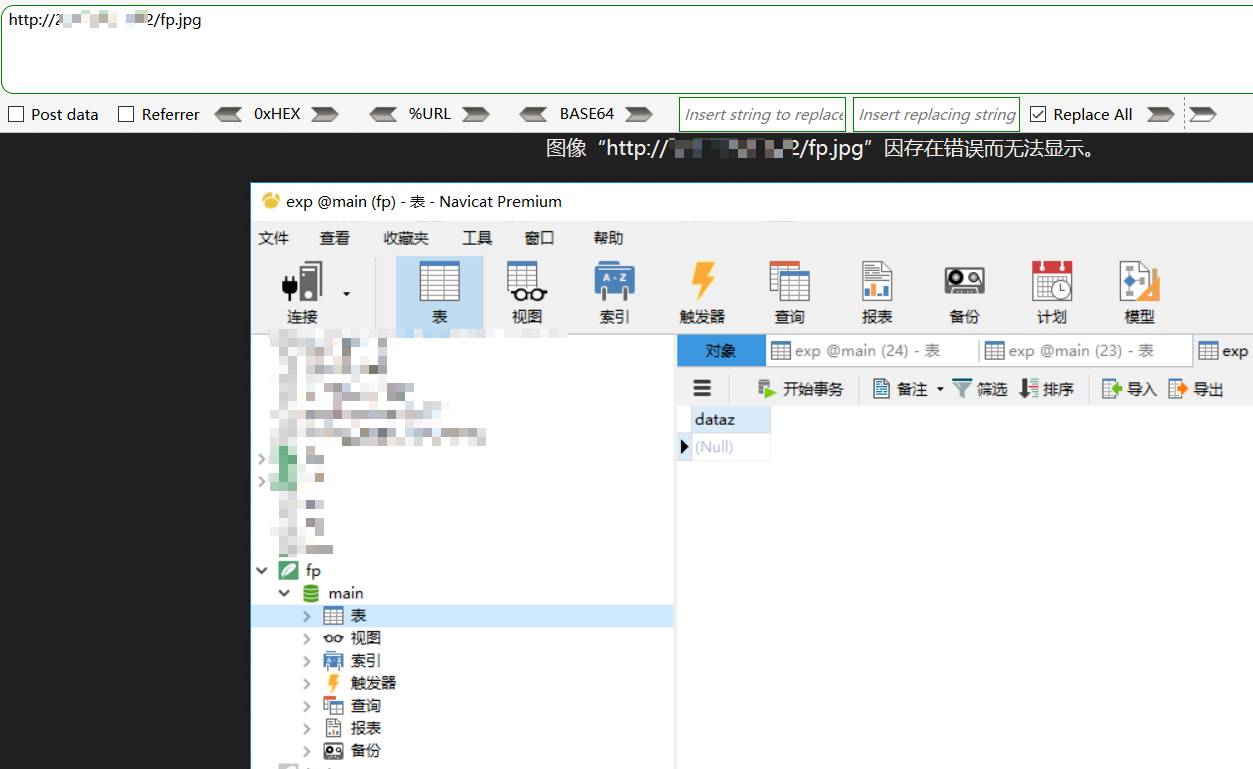 http://2 2/fp.jpg
Post data Referrer 0xHEX %URL BASE64 Insert string to replace Insert replacing string Replace All
图像“http:// 2/fp.jpg”因存在错误而无法显示。
exp @main (fp) - 表 - Navicat Premium
文件 查看 收藏夹 工具 窗口 帮助
连接 表 视图 索引 触发器 查询 报表 备份 计划 模型
对象 exp @main (24) - 表 exp @main (23) - 表 exp
开始事务 备注 筛选 排序 导入 导出
dataz
(Null)
fp
main
表
视图
索引
触发器
查询
报表
备份